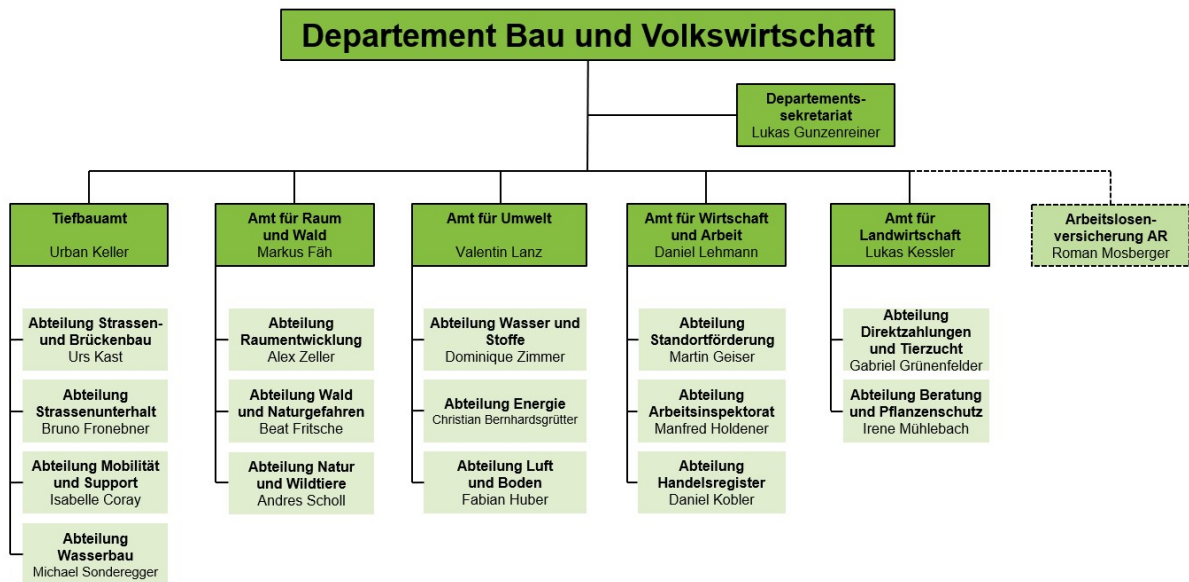 Departement Bau und Volkswirtschaft
Departements-
sekretariat
Lukas Gunzenreiner
Tiefbauamt
Urban Keller
Amt für Raum
und Wald
Markus Fäh
Amt für Umwelt
Valentin Lanz
Amt für Wirtschaft
und Arbeit
Daniel Lehmann
Amt für
Landwirtschaft
Lukas Kessler
Arbeitslosen-
versicherung AR
Roman Mosberger
Abteilung Strassen-
und Brückenbau
Urs Kast
Abteilung
Strassenunterhalt
Bruno Fronebner
Abteilung Mobilität
und Support
Isabelle Coray
Abteilung
Wasserbau
Michael Sonderegger
Abteilung
Raumentwicklung
Alex Zeller
Abteilung Wald
und Naturgefahren
Beat Fritsche
Abteilung Natur
und Wildtiere
Andres Scholl
Abteilung Wasser und
Stoffe
Dominique Zimmer
Abteilung Energie
Christian Bernhardsgrütter
Abteilung Luft
und Boden
Fabian Huber
Abteilung
Standortförderung
Martin Geiser
Abteilung
Arbeitsinspektorat
Manfred Holdener
Abteilung
Handelsregister
Daniel Kobler
Abteilung
Direktzahlungen
und Tierzucht
Gabriel Grünenfelder
Abteilung Beratung
und Pflanzenschutz
Irene Mühlebach